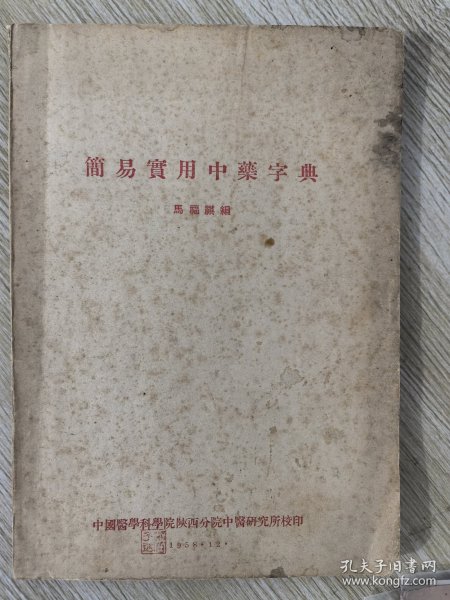 簡易實用中藥字典
馬福祺編
中國醫學科學院陝西分院中醫研究所校印
1958·12·
孔夫子旧书网
www.kongfz.com